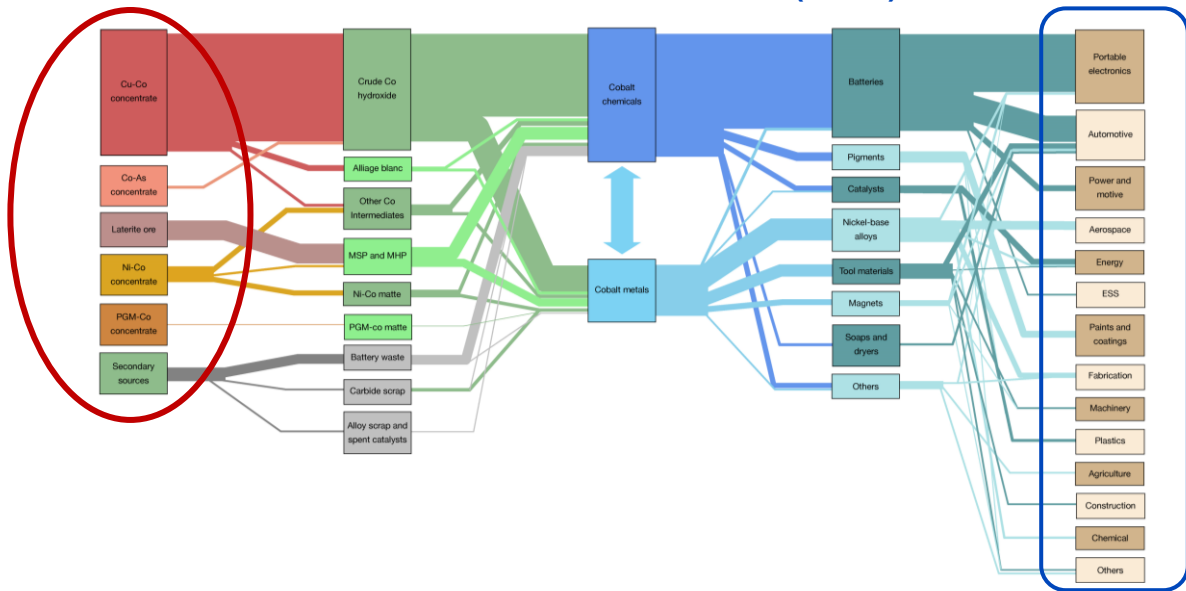 Cu-Co
concentrate
Co-As
concentrate
Laterite ore
Ni-Co
concentrate
PGM-Co
concentrate
Secondary
sources
Crude Co
hydroxide
Alliage blanc
Other Co
Intermediates
MSP and MHP
Ni-Co matte
PGM-co matte
Battery waste
Carbide scrap
Alloy scrap and
spent catalysts
Cobalt
chemicals
Cobalt metals
Batteries
Pigments
Catalysts
Nickel-base
alloys
Tool materials
Magnets
Soaps and
dryers
Others
Portable
electronics
Automotive
Power and
motive
Aerospace
Energy
ESS
Paints and
coatings
Fabrication
Machinery
Plastics
Agriculture
Construction
Chemical
Others